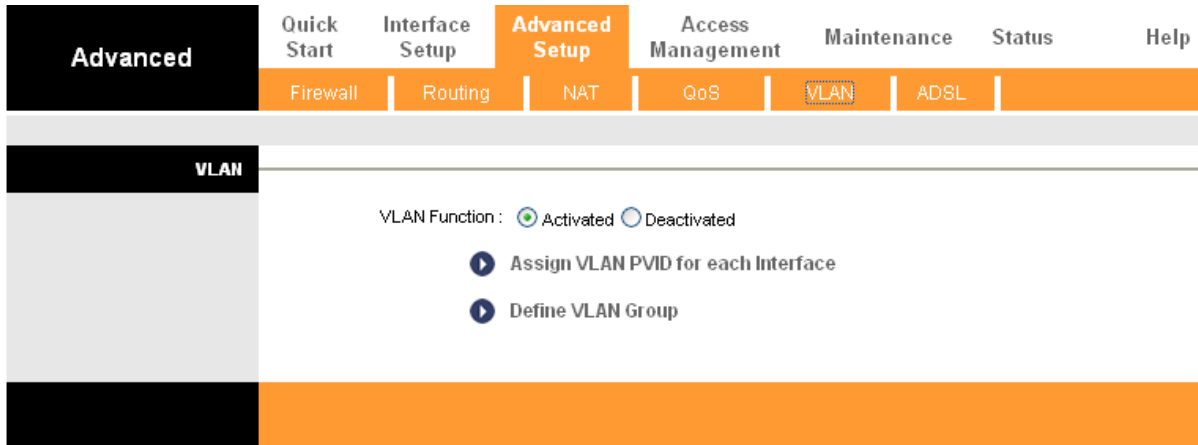 Advanced
Quick Start
Interface Setup
Advanced Setup
Access Management
Maintenance
Status
Help
Firewall
Routing
NAT
QoS
VLAN
ADSL
VLAN
VLAN Function : Activated Deactivated
Assign VLAN PVID for each Interface
Define VLAN Group